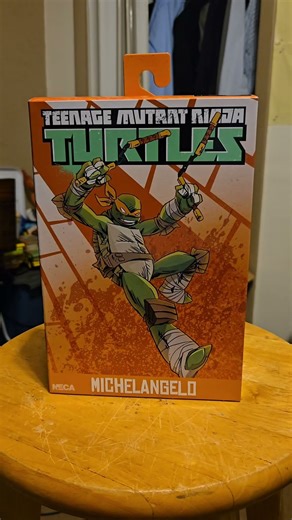 TEENAGE MUTANT NINJA
TURTLES
NECA
MICHELANGELO